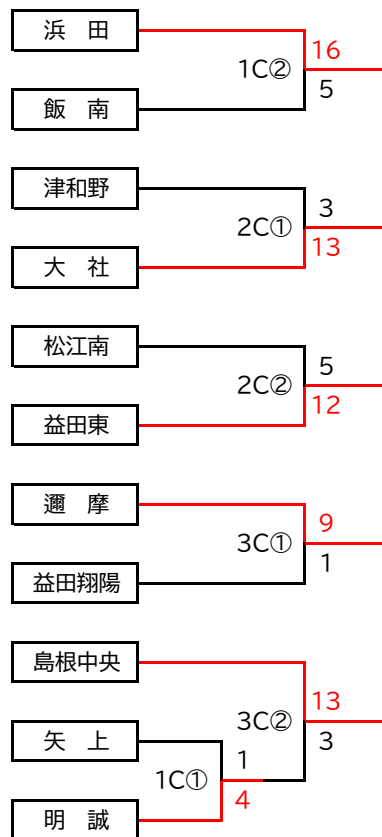 浜　田
16
1C②
5
飯　南
津和野
3
2C①
13
大　社
松江南
5
2C②
12
益田東
邇　摩
9
3C①
1
益田翔陽
島根中央
13
3C②
3
矢　上
1
1C①
4
明　誠